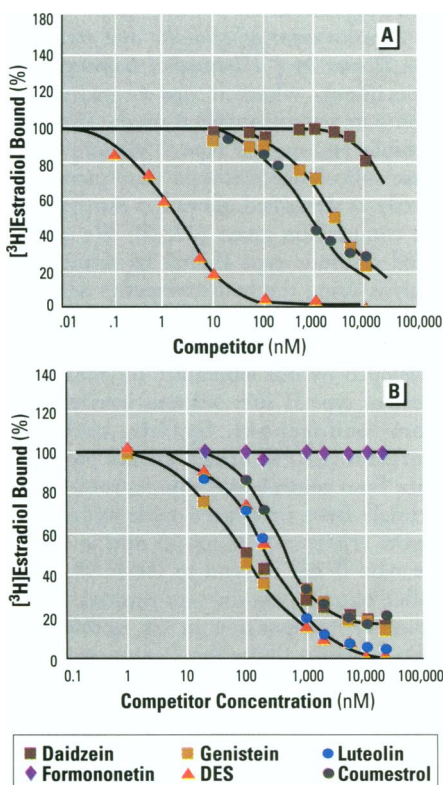 180
160
140
120
100
80
60
40
20
0
[³H]Estradiol Bound (%)
A
.01 .1 1 10 100 1,000 10,000 100,000
Competitor (nM)
140
120
100
80
60
40
20
0
[³H]Estradiol Bound (%)
B
0.1 1 10 100 1,000 10,000 100,000
Competitor Concentration (nM)
Daidzein Genistein Luteolin
Formononetin DES Coumestrol